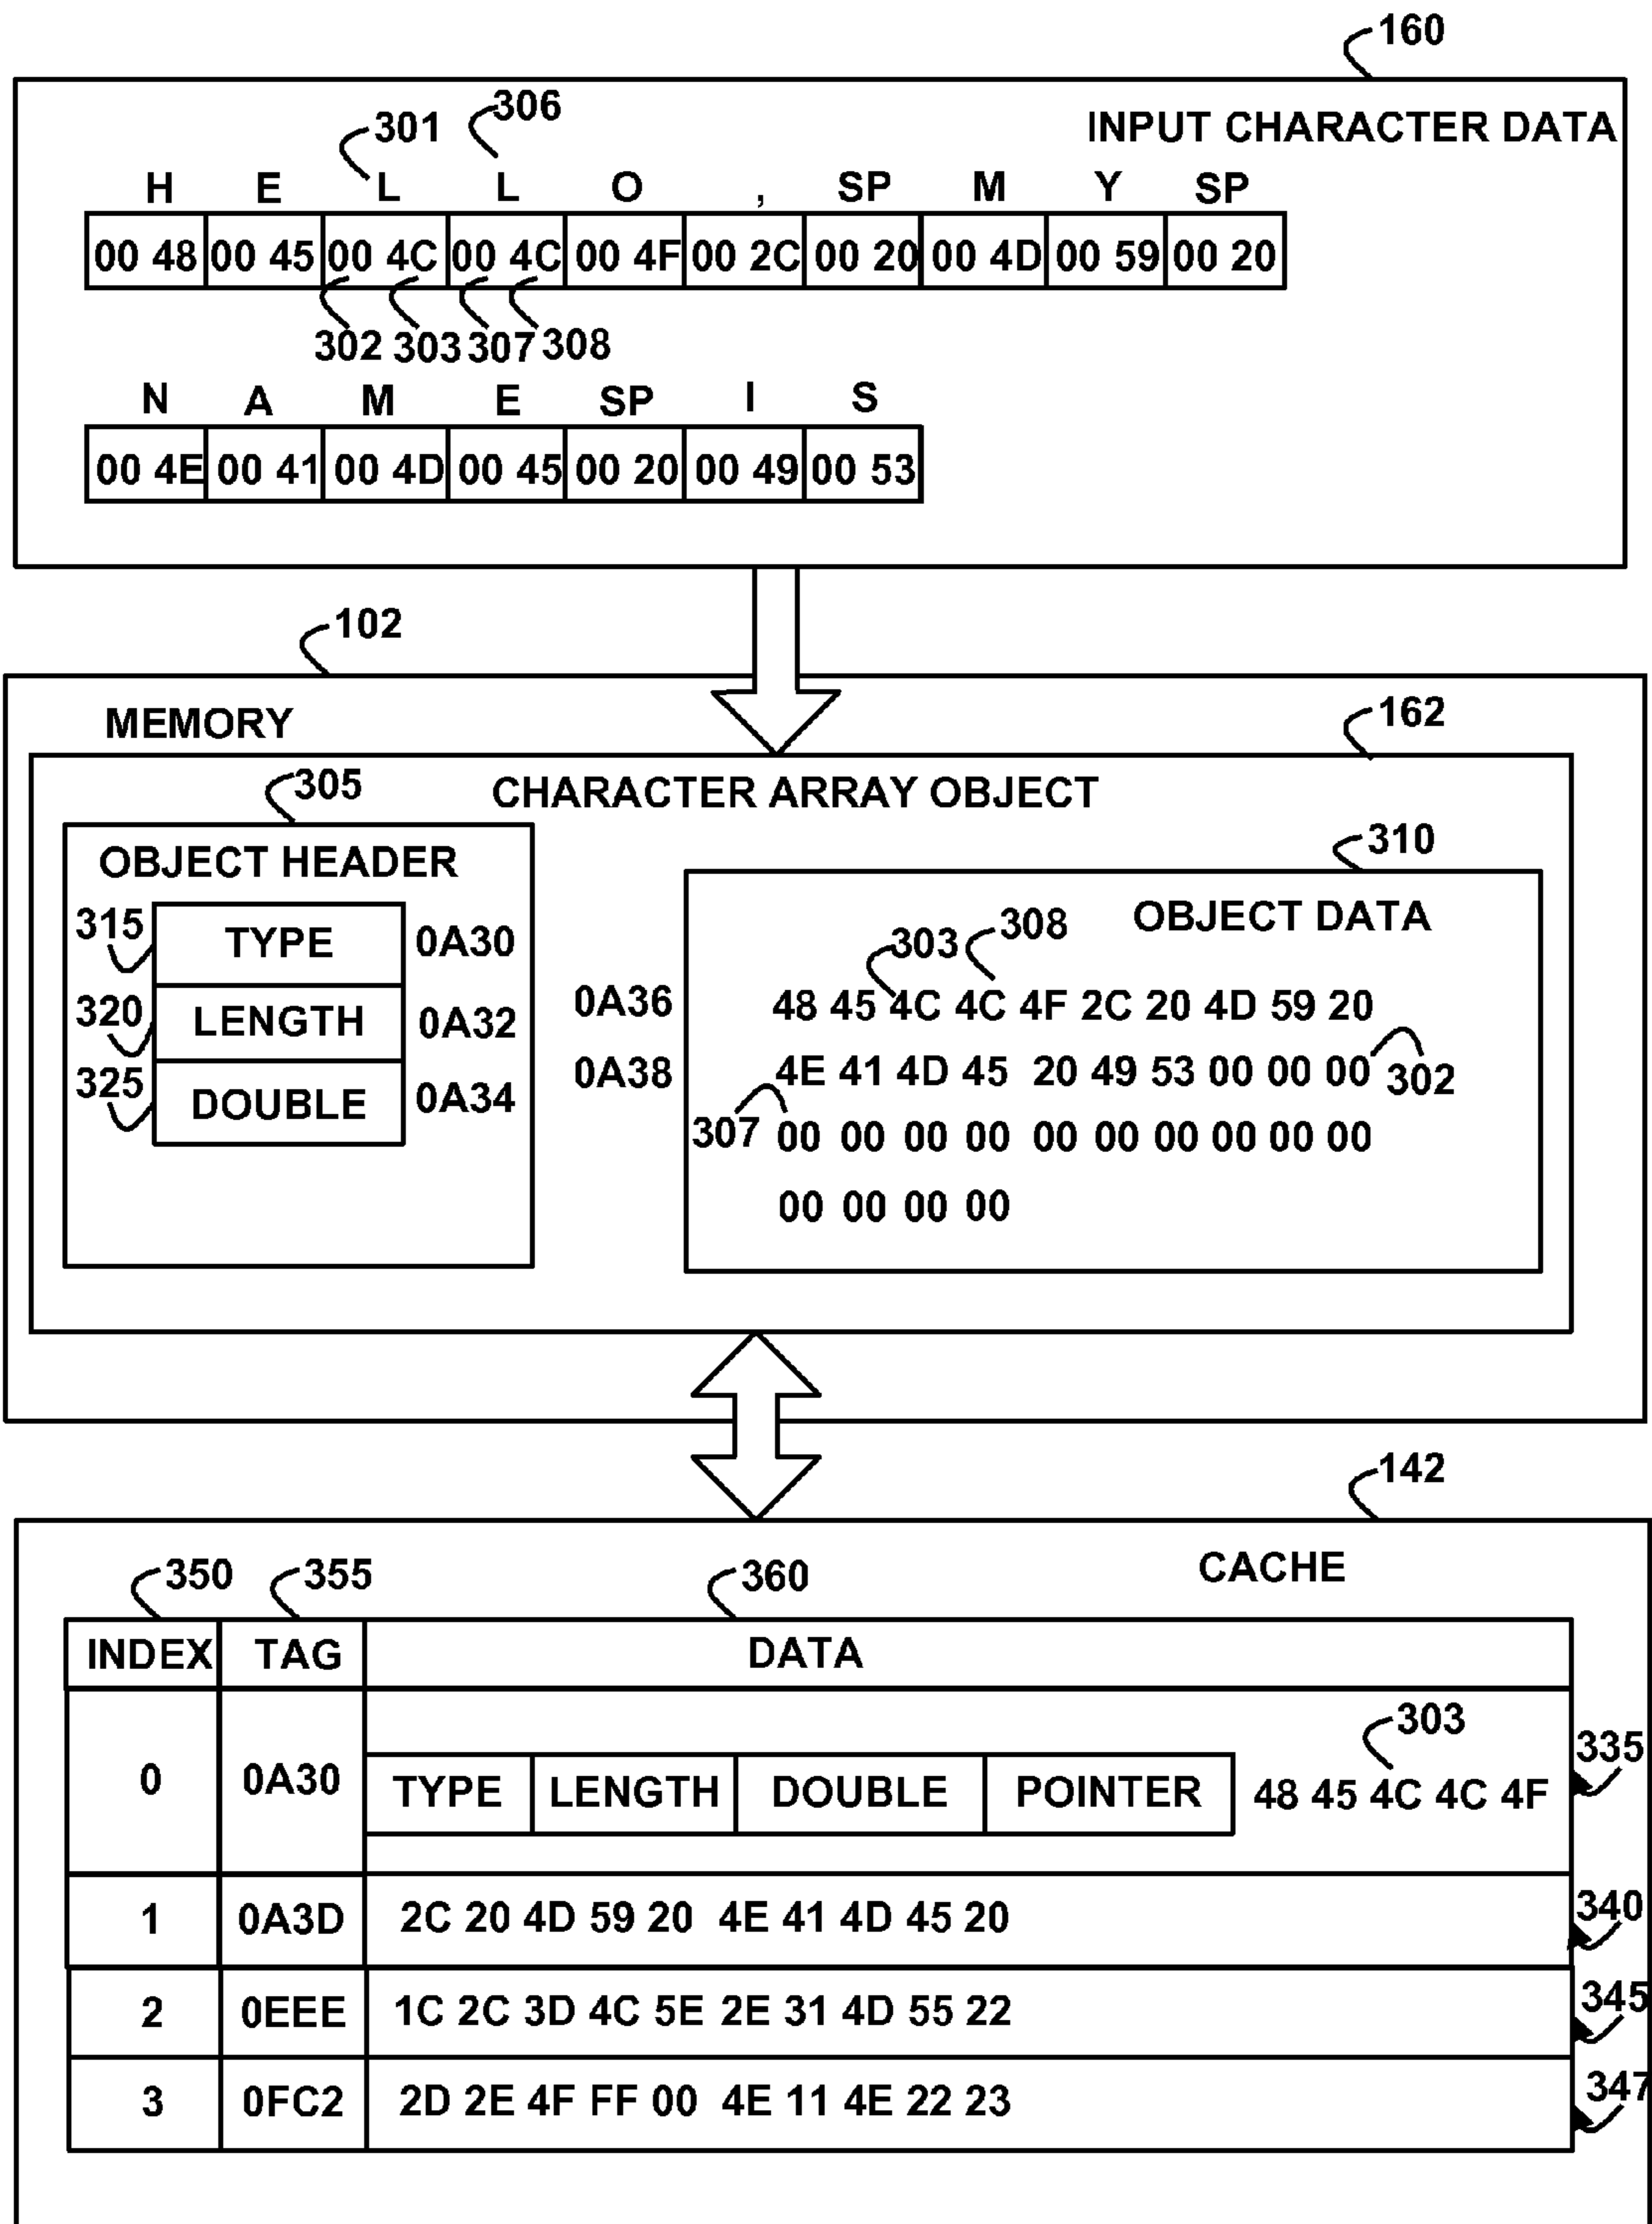 160
INPUT CHARACTER DATA
301 306
H E L L O , SP M Y SP
00 48 00 45 00 4C 00 4C 00 4F 00 2C 00 20 00 4D 00 59 00 20
302 303 307 308
N A M E SP I S
00 4E 00 41 00 4D 00 45 00 20 00 49 00 53
102
MEMORY
162
CHARACTER ARRAY OBJECT
305
OBJECT HEADER
315 TYPE 0A30
320 LENGTH 0A32
325 DOUBLE 0A34
310
OBJECT DATA
303 308
0A36 48 45 4C 4C 4F 2C 20 4D 59 20
0A38 4E 41 4D 45 20 49 53 00 00 00 302
307 00 00 00 00 00 00 00 00 00 00
00 00 00 00
142
CACHE
350 355 360
INDEX TAG DATA
303
0 0A30 TYPE LENGTH DOUBLE POINTER 48 45 4C 4C 4F 335
1 0A3D 2C 20 4D 59 20 4E 41 4D 45 20 340
2 0EEE 1C 2C 3D 4C 5E 2E 31 4D 55 22 345
3 0FC2 2D 2E 4F FF 00 4E 11 4E 22 23 347